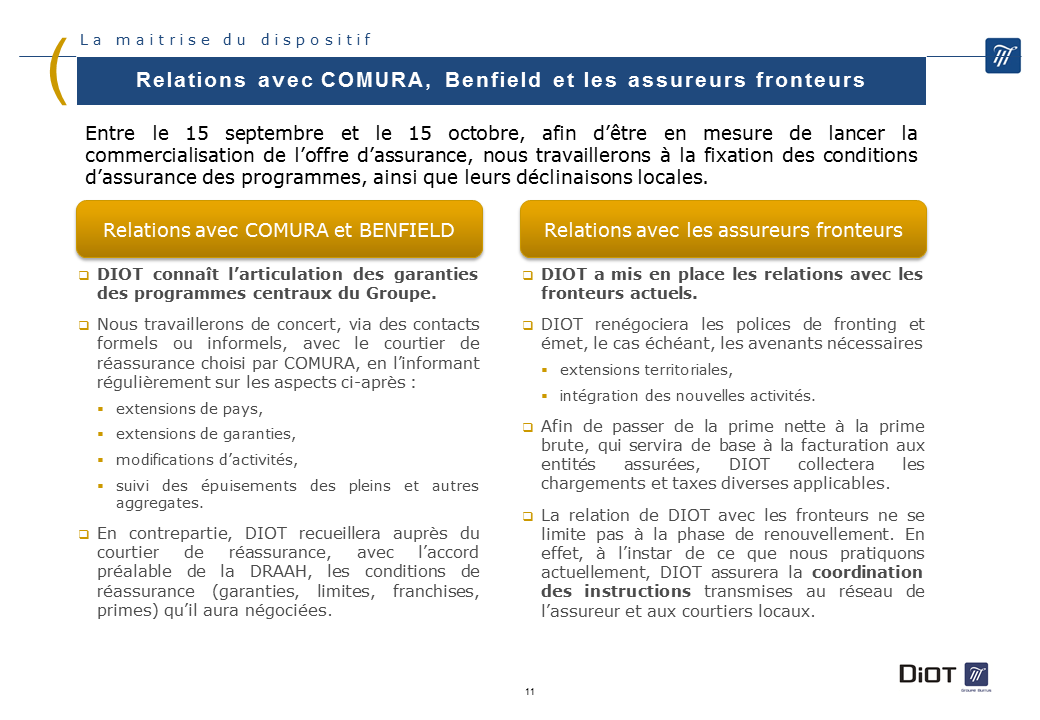 La maitrise du dispositif
Relations avec COMURA, Benfield et les assureurs fronteurs
Entre le 15 septembre et le 15 octobre, afin d’être en mesure de lancer la
commercialisation de l’offre d’assurance, nous travaillerons à la fixation des conditions
d’assurance des programmes, ainsi que leurs déclinaisons locales.
Relations avec COMURA et BENFIELD
DIOT connaît l’articulation des garanties
des programmes centraux du Groupe.
Nous travaillerons de concert, via des contacts
formels ou informels, avec le courtier de
réassurance choisi par COMURA, en l’informant
régulièrement sur les aspects ci-après :
extensions de pays,
extensions de garanties,
modifications d’activités,
suivi des épuisements des pleins et autres
aggregates.
En contrepartie, DIOT recueillera auprès du
courtier de réassurance, avec l’accord
préalable de la DRAAH, les conditions de
réassurance (garanties, limites, franchises,
primes) qu’il aura négociées.
Relations avec les assureurs fronteurs
DIOT a mis en place les relations avec les
fronteurs actuels.
DIOT renégociera les polices de fronting et
émet, le cas échéant, les avenants nécessaires
extensions territoriales,
intégration des nouvelles activités.
Afin de passer de la prime nette à la prime
brute, qui servira de base à la facturation aux
entités assurées, DIOT collectera les
chargements et taxes diverses applicables.
La relation de DIOT avec les fronteurs ne se
limite pas à la phase de renouvellement. En
effet, à l’instar de ce que nous pratiquons
actuellement, DIOT assurera la coordination
des instructions transmises au réseau de
l’assureur et aux courtiers locaux.
DiOT
Groupe Burrus
11